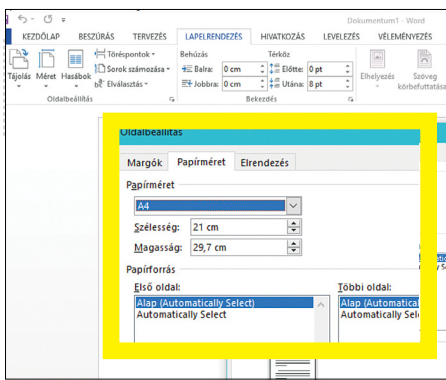 Dokumentum1 - Word
KEZDŐLAP BESZÚRÁS TERVEZÉS LAPELRENDEZÉS HIVATKOZÁS LEVELEZÉS VÉLEMÉNYEZÉS
Tájolás Méret Hasábok
Töréspontok
Sorok számozása
Elválasztás
Oldalbeállítás
Behúzás Térköz
Balra: 0 cm Előtte: 0 pt
Jobbra: 0 cm Utána: 8 pt
Bekezdés
Elhelyezés Szöveg
körbefuttatása
Oldalbeállítás
Margók Papírméret Elrendezés
Papírméret
A4
Szélesség: 21 cm
Magasság: 29,7 cm
Papírforrás
Első oldal: Többi oldal:
Alap (Automatically Select) Alap (Automatical
Automatically Select Automatically Sele